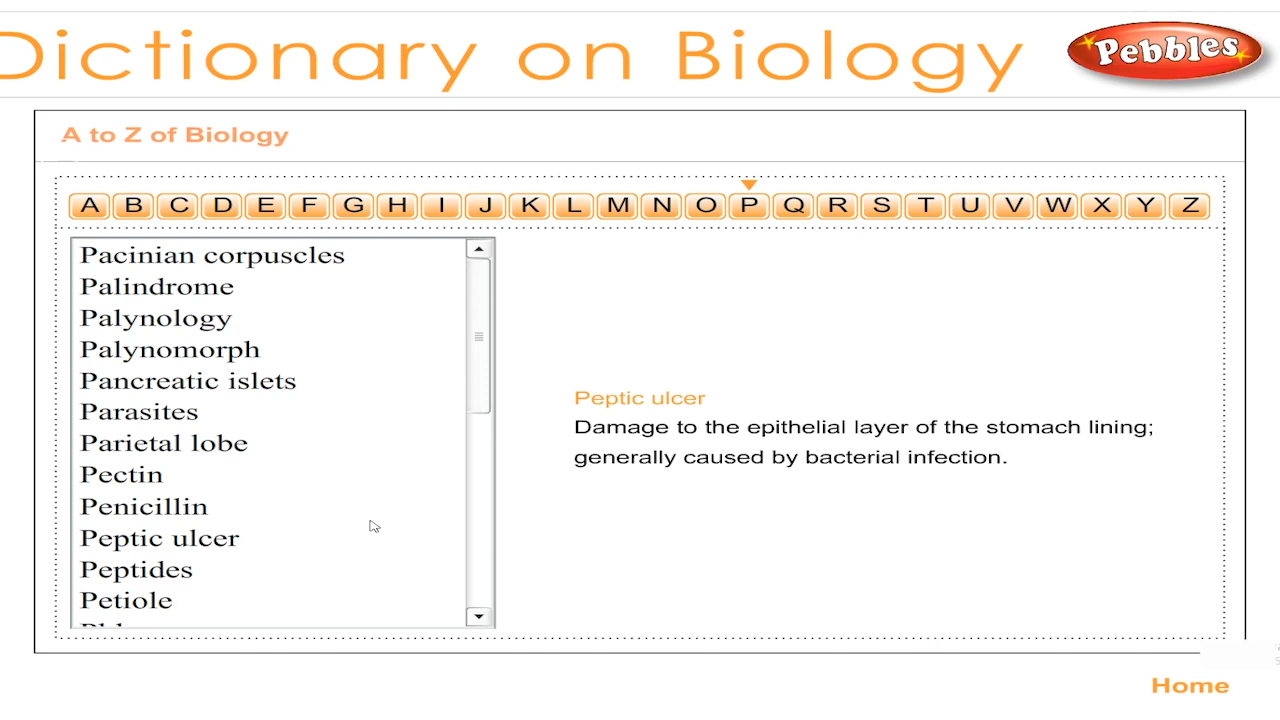 Dictionary on Biology
Pebbles
A to Z of Biology
A B C D E F G H I J K L M N O P Q R S T U V W X Y Z
Pacinian corpuscles
Palindrome
Palynology
Palynomorph
Pancreatic islets
Parasites
Parietal lobe
Pectin
Penicillin
Peptic ulcer
Peptides
Petiole
Peptic ulcer
Damage to the epithelial layer of the stomach lining;
generally caused by bacterial infection.
Home